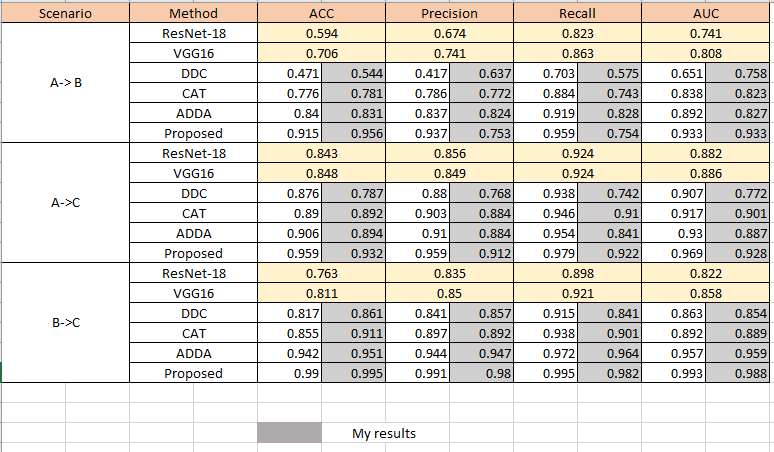 Scenario Method ACC Precision Recall AUC
ResNet-18 0.594 0.674 0.823 0.741
VGG16 0.706 0.741 0.863 0.808
DDC 0.471 0.544 0.417 0.637 0.703 0.575 0.651 0.758
A-> B CAT 0.776 0.781 0.786 0.772 0.884 0.743 0.838 0.823
ADDA 0.84 0.831 0.837 0.824 0.919 0.828 0.892 0.827
Proposed 0.915 0.956 0.937 0.753 0.959 0.754 0.933 0.933
ResNet-18 0.843 0.856 0.924 0.882
VGG16 0.848 0.849 0.924 0.886
DDC 0.876 0.787 0.88 0.768 0.938 0.742 0.907 0.772
A->C CAT 0.89 0.892 0.903 0.884 0.946 0.91 0.917 0.901
ADDA 0.906 0.894 0.91 0.884 0.954 0.841 0.93 0.887
Proposed 0.959 0.932 0.959 0.912 0.979 0.922 0.969 0.928
ResNet-18 0.763 0.835 0.898 0.822
VGG16 0.811 0.85 0.921 0.858
DDC 0.817 0.861 0.841 0.857 0.915 0.841 0.863 0.854
B->C CAT 0.855 0.911 0.897 0.892 0.938 0.901 0.892 0.889
ADDA 0.942 0.951 0.944 0.947 0.972 0.964 0.957 0.959
Proposed 0.99 0.995 0.991 0.98 0.995 0.982 0.993 0.988
My results